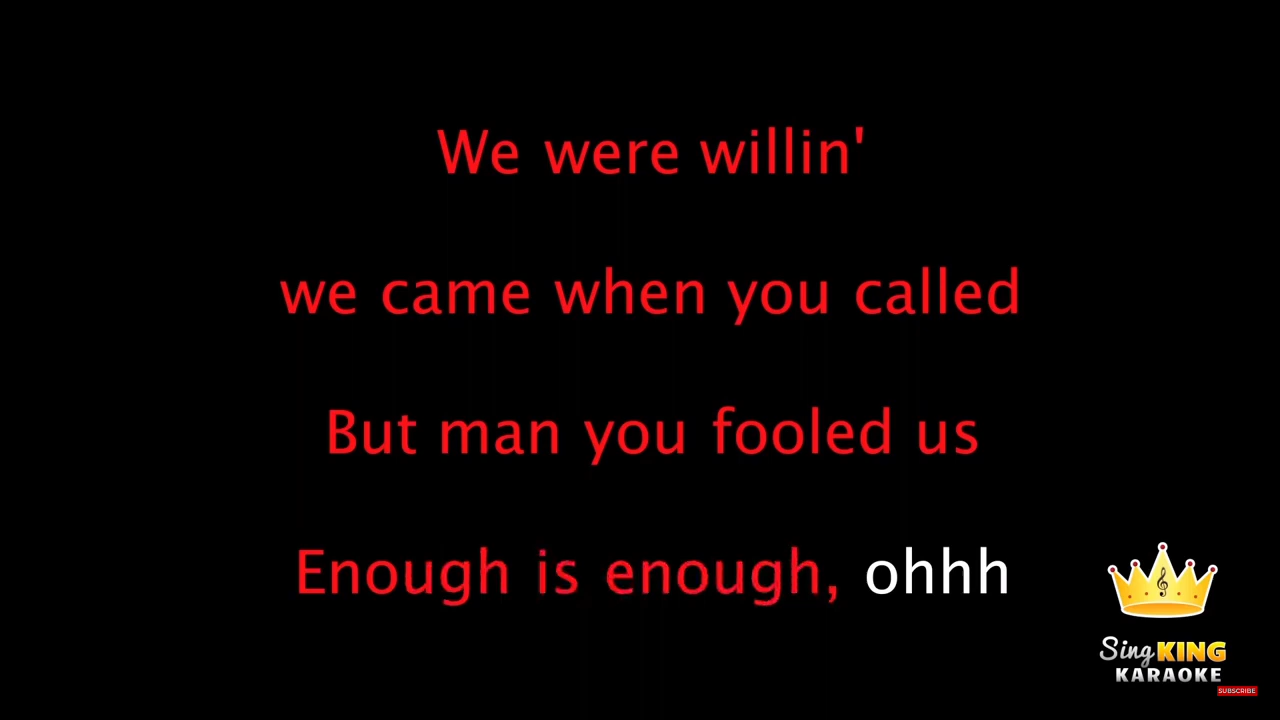 We were willin'
we came when you called
But man you fooled us
Enough is enough, ohhh
Sing KING
KARAOKE
SUBSCRIBE